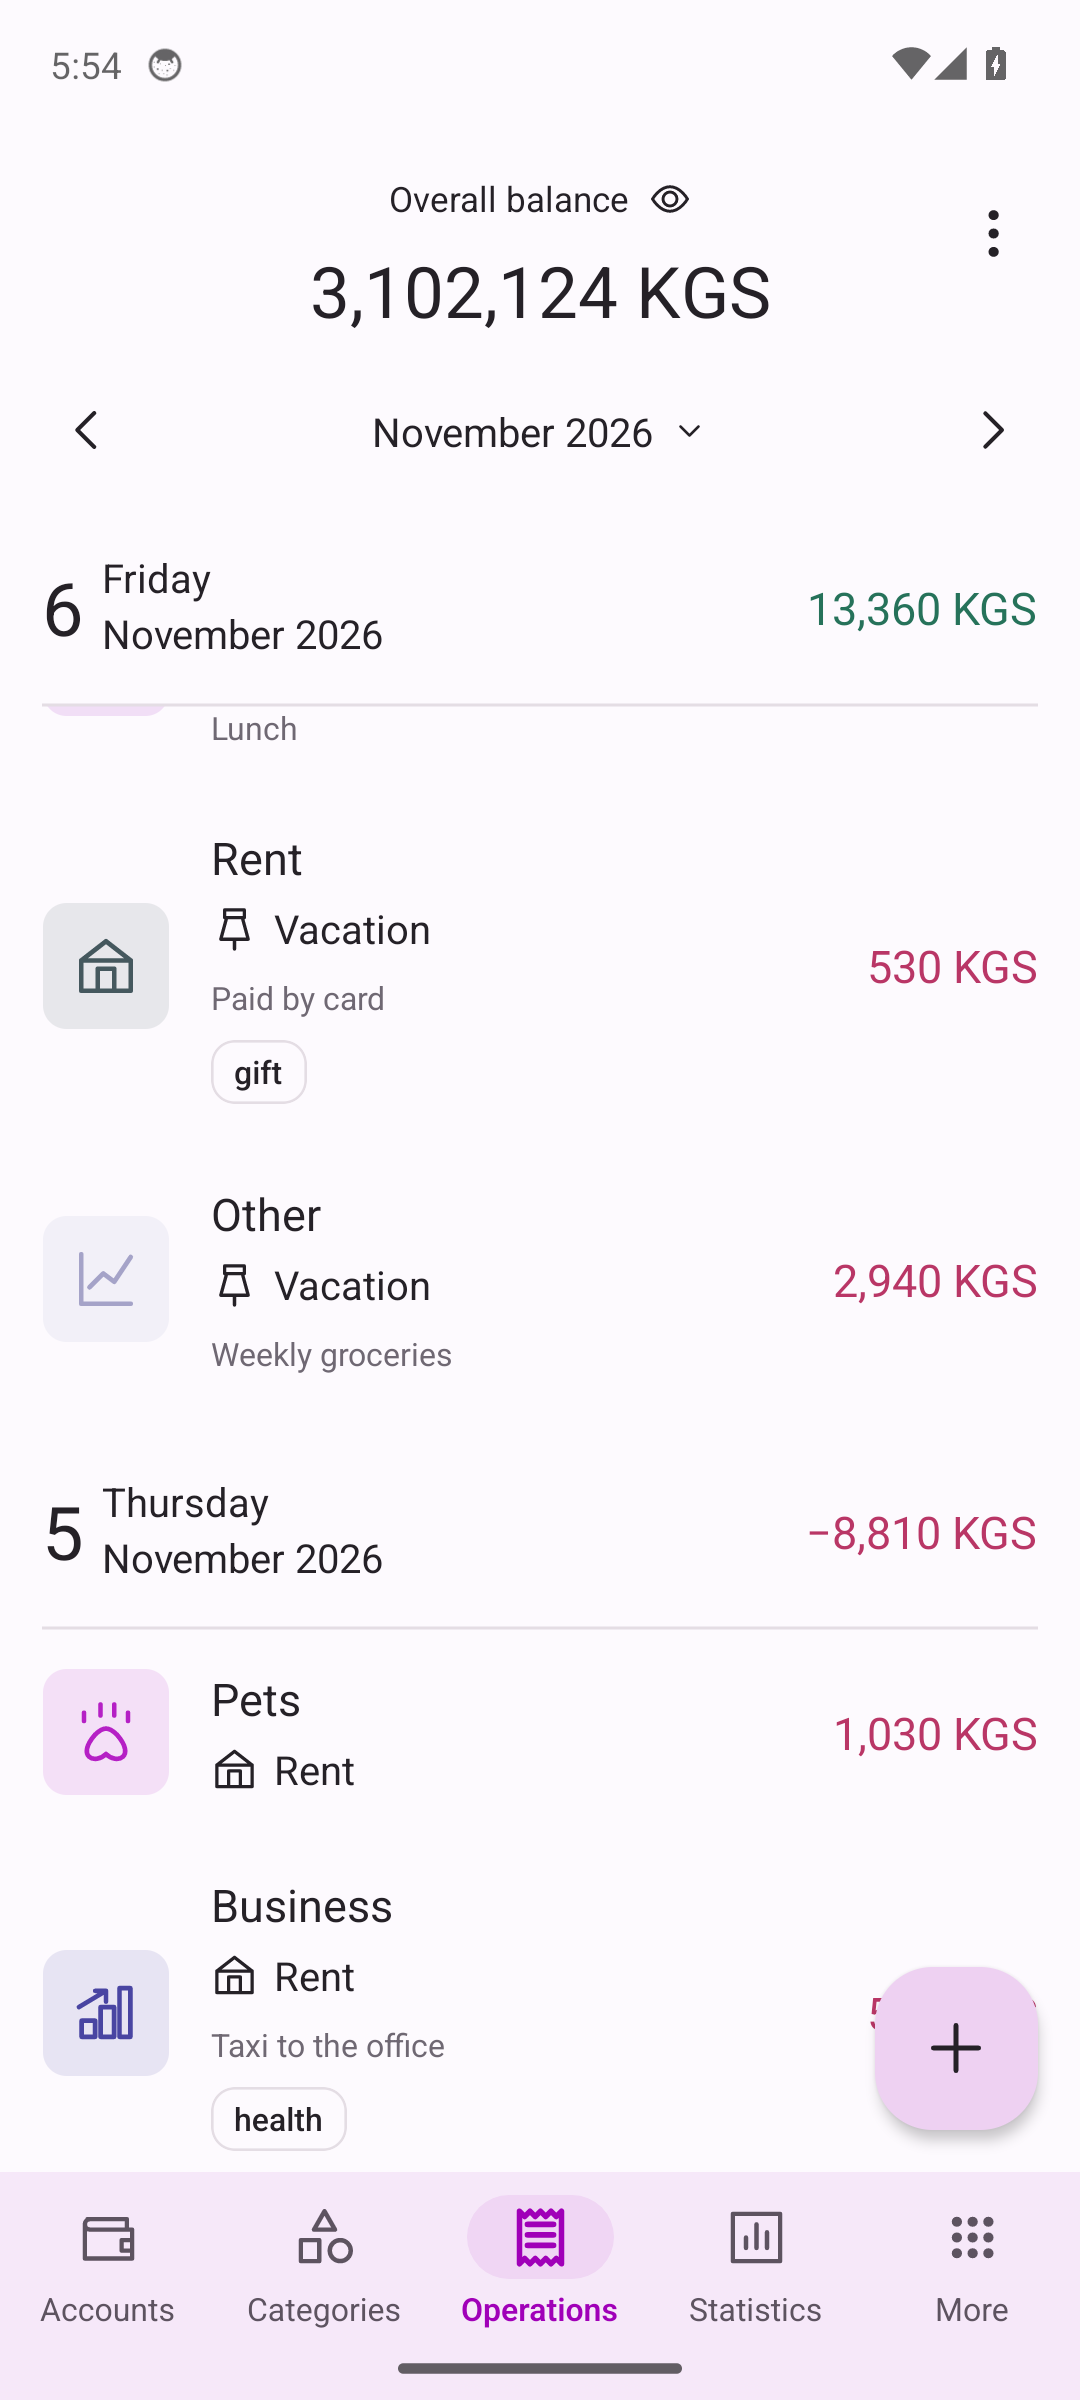 5:54
Overall balance
3,102,124 KGS
November 2026
6 Friday
November 2026
13,360 KGS
Lunch
Rent
Vacation
Paid by card
gift
530 KGS
Other
Vacation
Weekly groceries
2,940 KGS
5 Thursday
November 2026
−8,810 KGS
Pets
Rent
1,030 KGS
Business
Rent
Taxi to the office
health
Accounts
Categories
Operations
Statistics
More